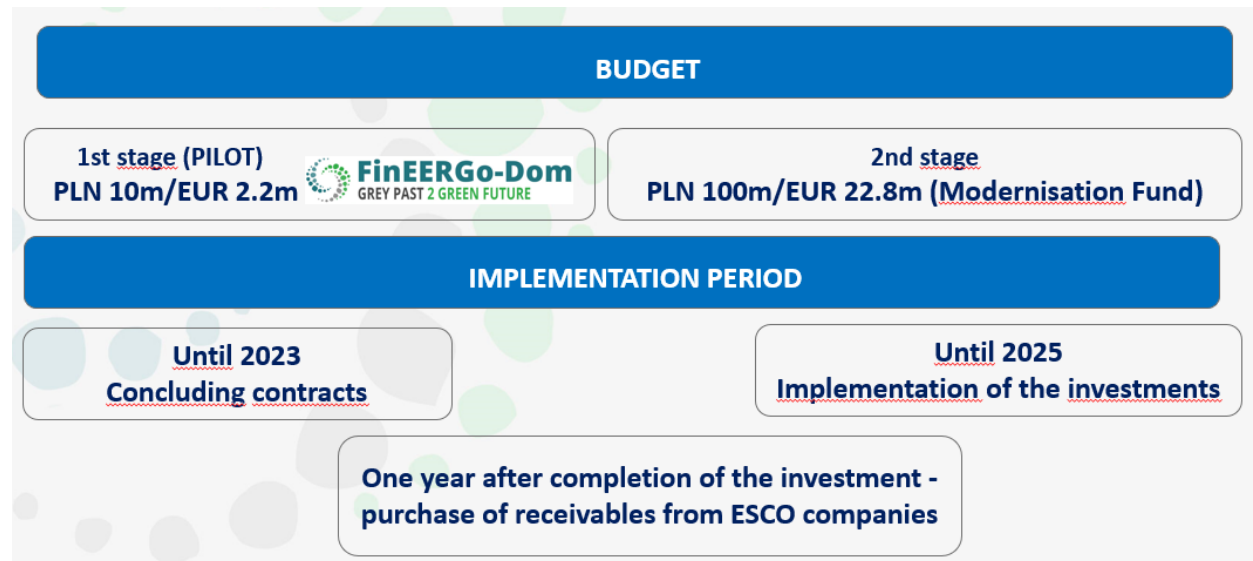 BUDGET
1st stage (PILOT)
PLN 10m/EUR 2.2m
FinEERGo-Dom
GREY PAST 2 GREEN FUTURE
2nd stage
PLN 100m/EUR 22.8m (Modernisation Fund)
IMPLEMENTATION PERIOD
Until 2023
Concluding contracts
Until 2025
Implementation of the investments
One year after completion of the investment -
purchase of receivables from ESCO companies